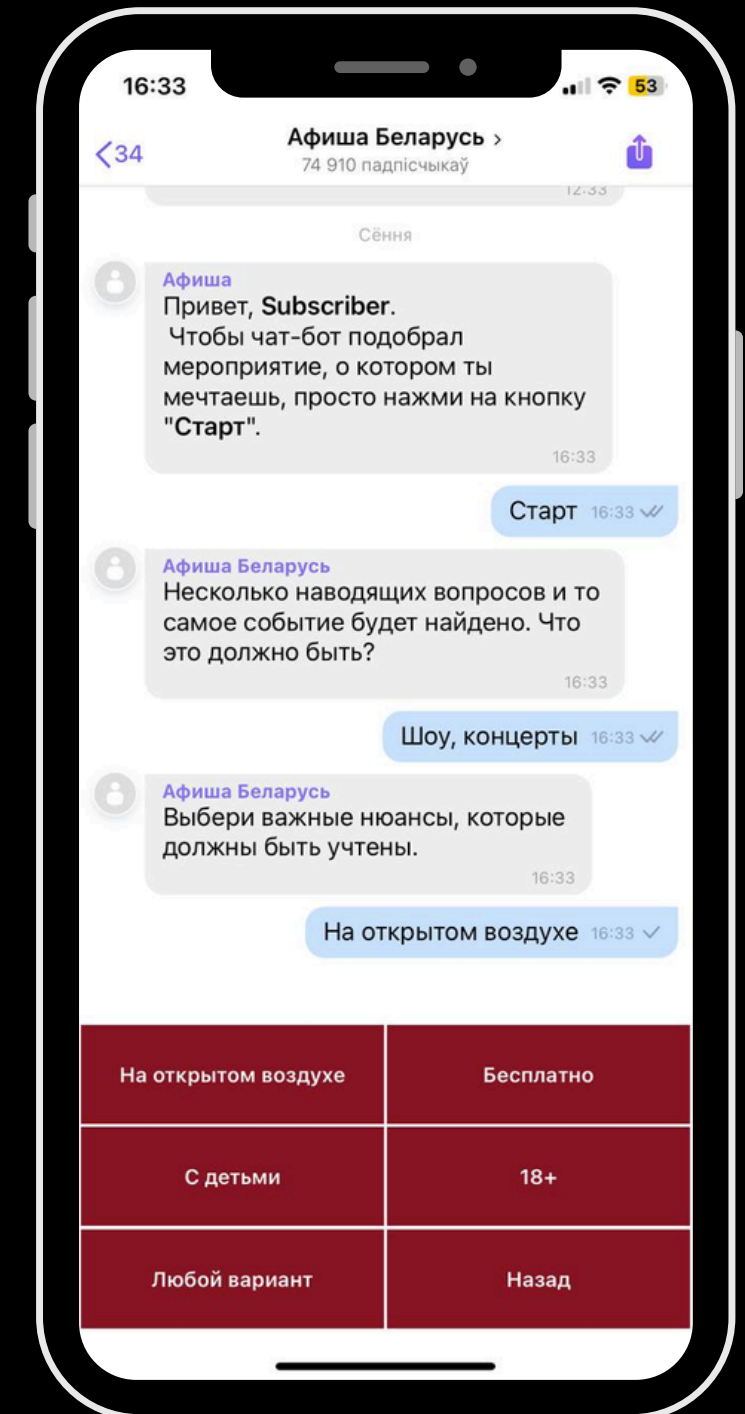 16:33
53
34
Афиша Беларусь >
74 910 падпісчыкаў
12:33
Сёння
Афиша
Привет, Subscriber.
Чтобы чат-бот подобрал
мероприятие, о котором ты
мечтаешь, просто нажми на кнопку
"Старт".
16:33
Старт 16:33
Афиша Беларусь
Несколько наводящих вопросов и то
самое событие будет найдено. Что
это должно быть?
16:33
Шоу, концерты 16:33
Афиша Беларусь
Выбери важные нюансы, которые
должны быть учтены.
16:33
На открытом воздухе 16:33
На открытом воздухе
Бесплатно
С детьми
18+
Любой вариант
Назад